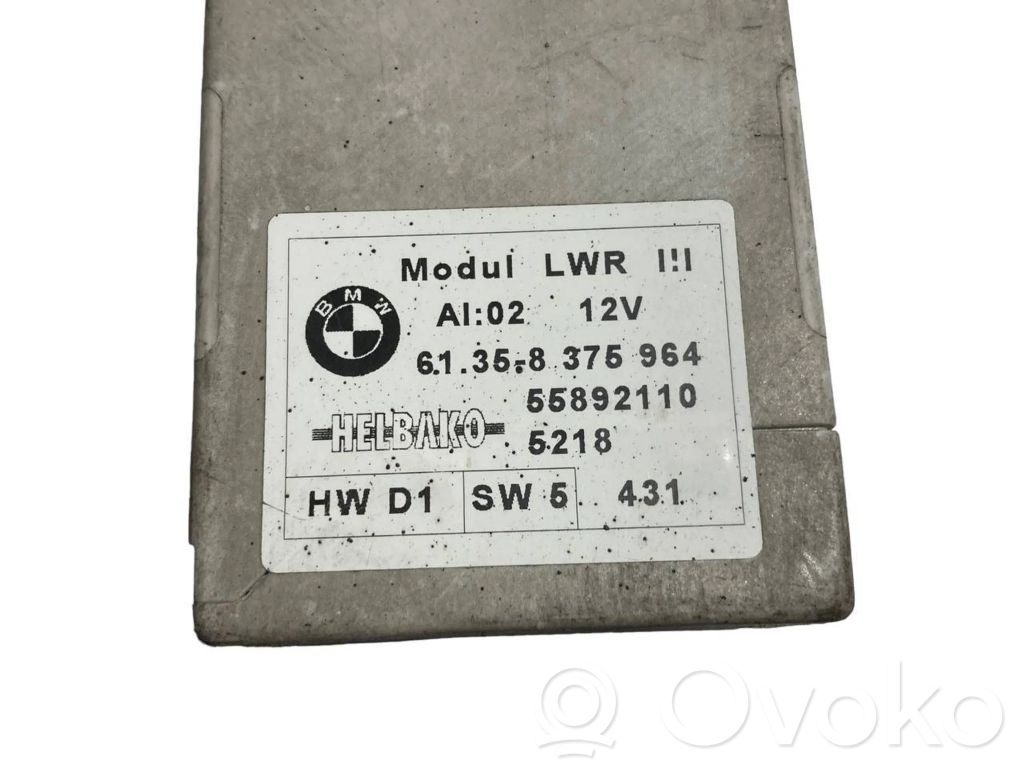 Modul LWR III
BMW
AI:02 12V
61.35-8 375 964
55892110
HELBAKO
5218
HW D1 SW 5 431
ovoko